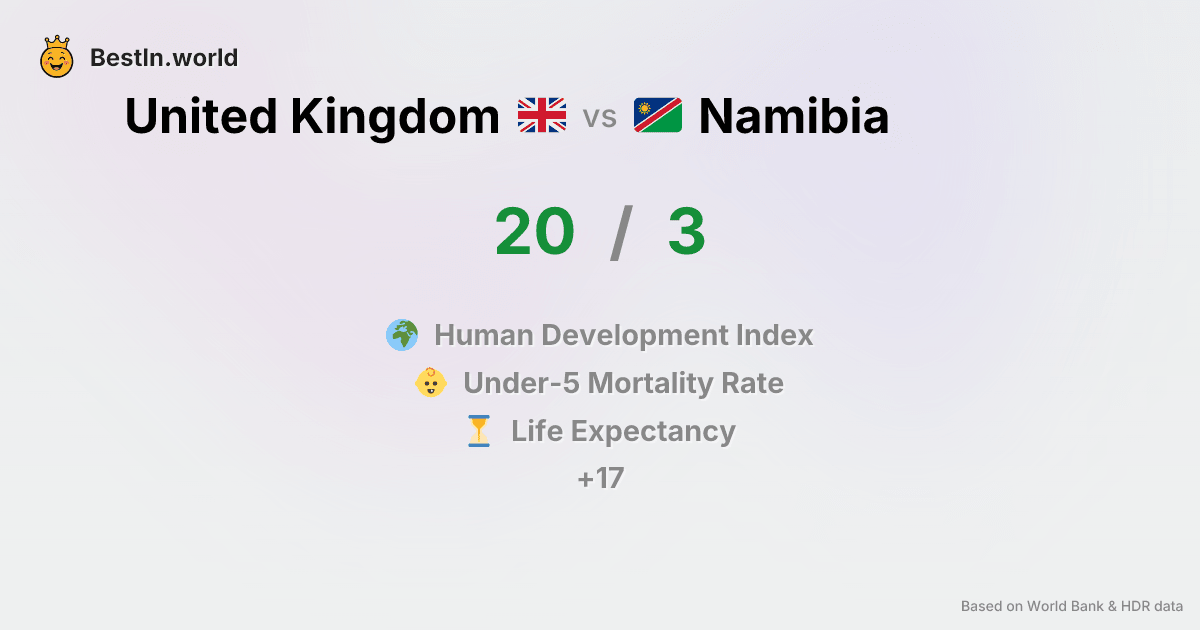 BestIn.world
United Kingdom vs Namibia
20 / 3
Human Development Index
Under-5 Mortality Rate
Life Expectancy
+17
Based on World Bank & HDR data